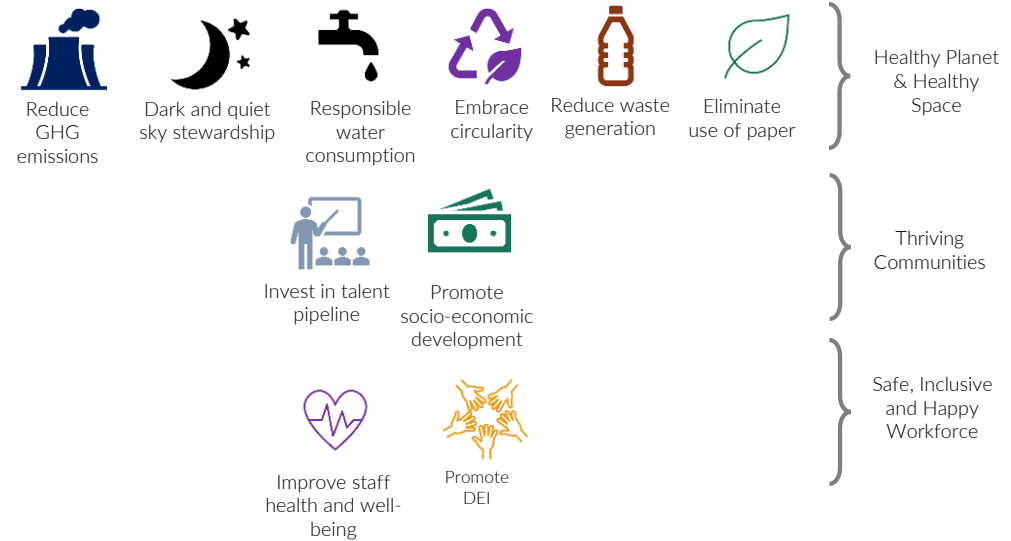 Reduce
GHG
emissions
Dark and quiet
sky stewardship
Responsible
water
consumption
Embrace
circularity
Reduce waste
generation
Eliminate
use of paper
Healthy Planet
& Healthy
Space
Invest in talent
pipeline
Promote
socio-economic
development
Thriving
Communities
Improve staff
health and well-
being
Promote
DEI
Safe, Inclusive
and Happy
Workforce